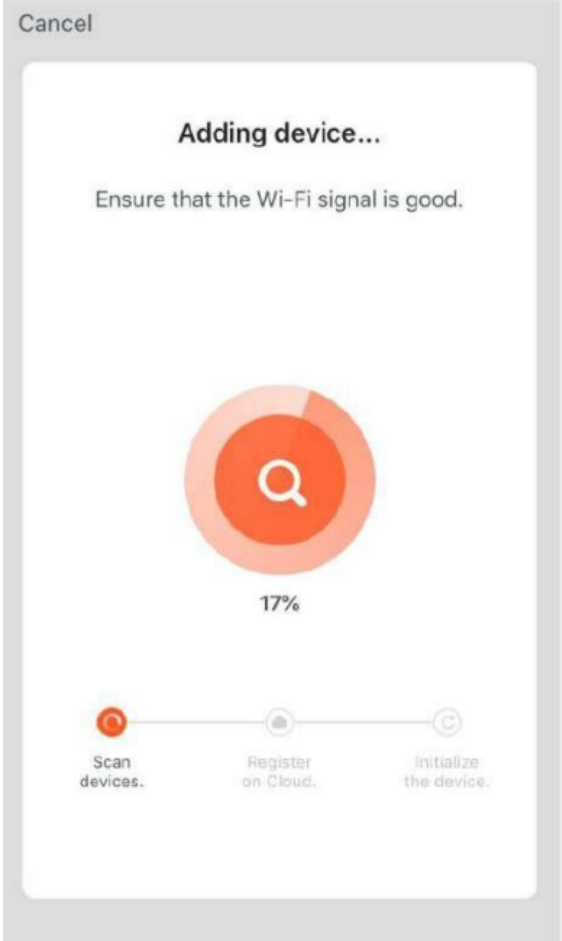 Cancel
Adding device...
Ensure that the Wi-Fi signal is good.
17%
Scan
devices.
Register
on Cloud.
Initialize
the device.